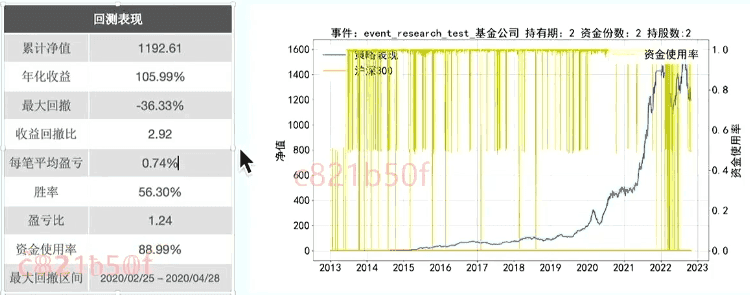 回测表现
累计净值 1192.61
年化收益 105.99%
最大回撤 -36.33%
收益回撤比 2.92
每笔平均盈亏 0.74%
胜率 56.30%
盈亏比 1.24
资金使用率 88.99%
最大回撤区间 2020/02/25 – 2020/04/28
c821b50f
事件: event_research_test_基金公司 持有期: 2 资金份数: 2 持股数:2
策略表现
沪深300
资金使用率
净值
1600
1400
1200
1000
800
600
400
200
0
1.0
0.8
0.6
0.4
0.2
0.0
资金使用率
2013 2014 2015 2016 2017 2018 2019 2020 2021 2022 2023
c821b50f